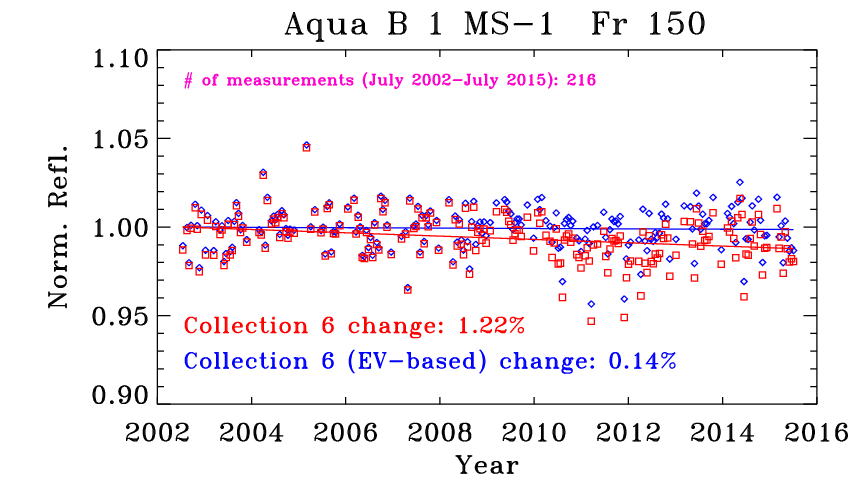 Aqua B 1 MS-1  Fr 150
# of measurements (July 2002-July 2015): 216
Norm. Refl.
1.10
1.05
1.00
0.95
0.90
Collection 6 change: 1.22%
Collection 6 (EV-based) change: 0.14%
2002 2004 2006 2008 2010 2012 2014 2016
Year